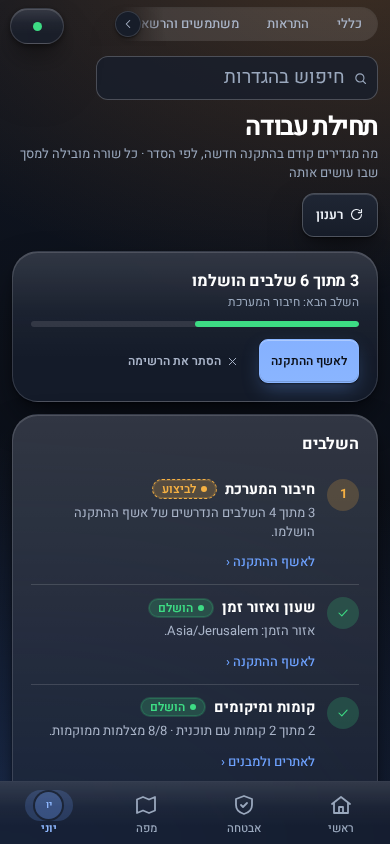 כללי
התראות
משתמשים והרשא
חיפוש בהגדרות
תחילת עבודה
מה מגדירים קודם בהתקנה חדשה, לפי הסדר · כל שורה מובילה למסך
שבו עושים אותה
רענון
3 מתוך 6 שלבים הושלמו
השלב הבא: חיבור המערכת
לאשף ההתקנה
הסתר את הרשימה
השלבים
1
חיבור המערכת
לביצוע
3 מתוך 4 השלבים הנדרשים של אשף ההתקנה
הושלמו.
לאשף ההתקנה ‹
שעון ואזור זמן
הושלם
אזור הזמן: Asia/Jerusalem.
לאשף ההתקנה ‹
קומות ומיקומים
הושלם
2 מתוך 2 קומות עם תוכנית · 8/8 מצלמות ממוקמות.
לאתרים ולמבנים ‹
ראשי
אבטחה
מפה
יו
יוני